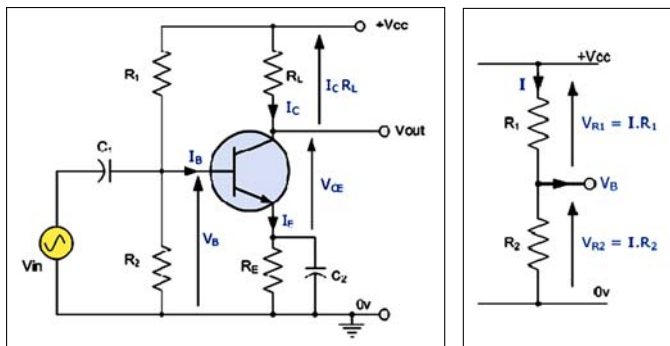 +Vcc
R1
RL
IC RL
IC
Vout
C1
IB
VCE
IE
VB
Vin
R2
RE
C2
0v
+Vcc
I
R1
VR1 = I.R1
VB
R2
VR2 = I.R2
0v